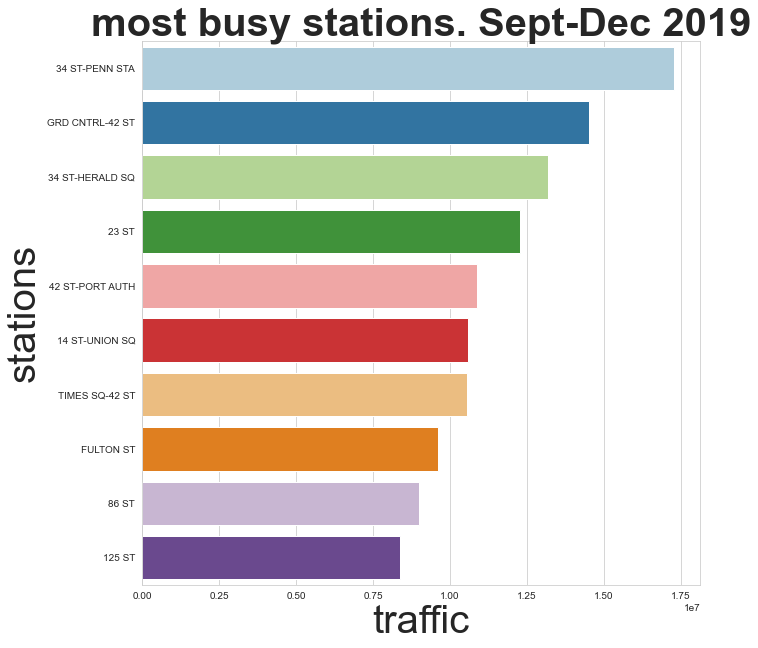 most busy stations. Sept-Dec 2019
34 ST-PENN STA
GRD CNTRL-42 ST
34 ST-HERALD SQ
23 ST
42 ST-PORT AUTH
14 ST-UNION SQ
TIMES SQ-42 ST
FULTON ST
86 ST
125 ST
stations
0.00 0.25 0.50 0.75 1.00 1.25 1.50 1.75
1e7
traffic